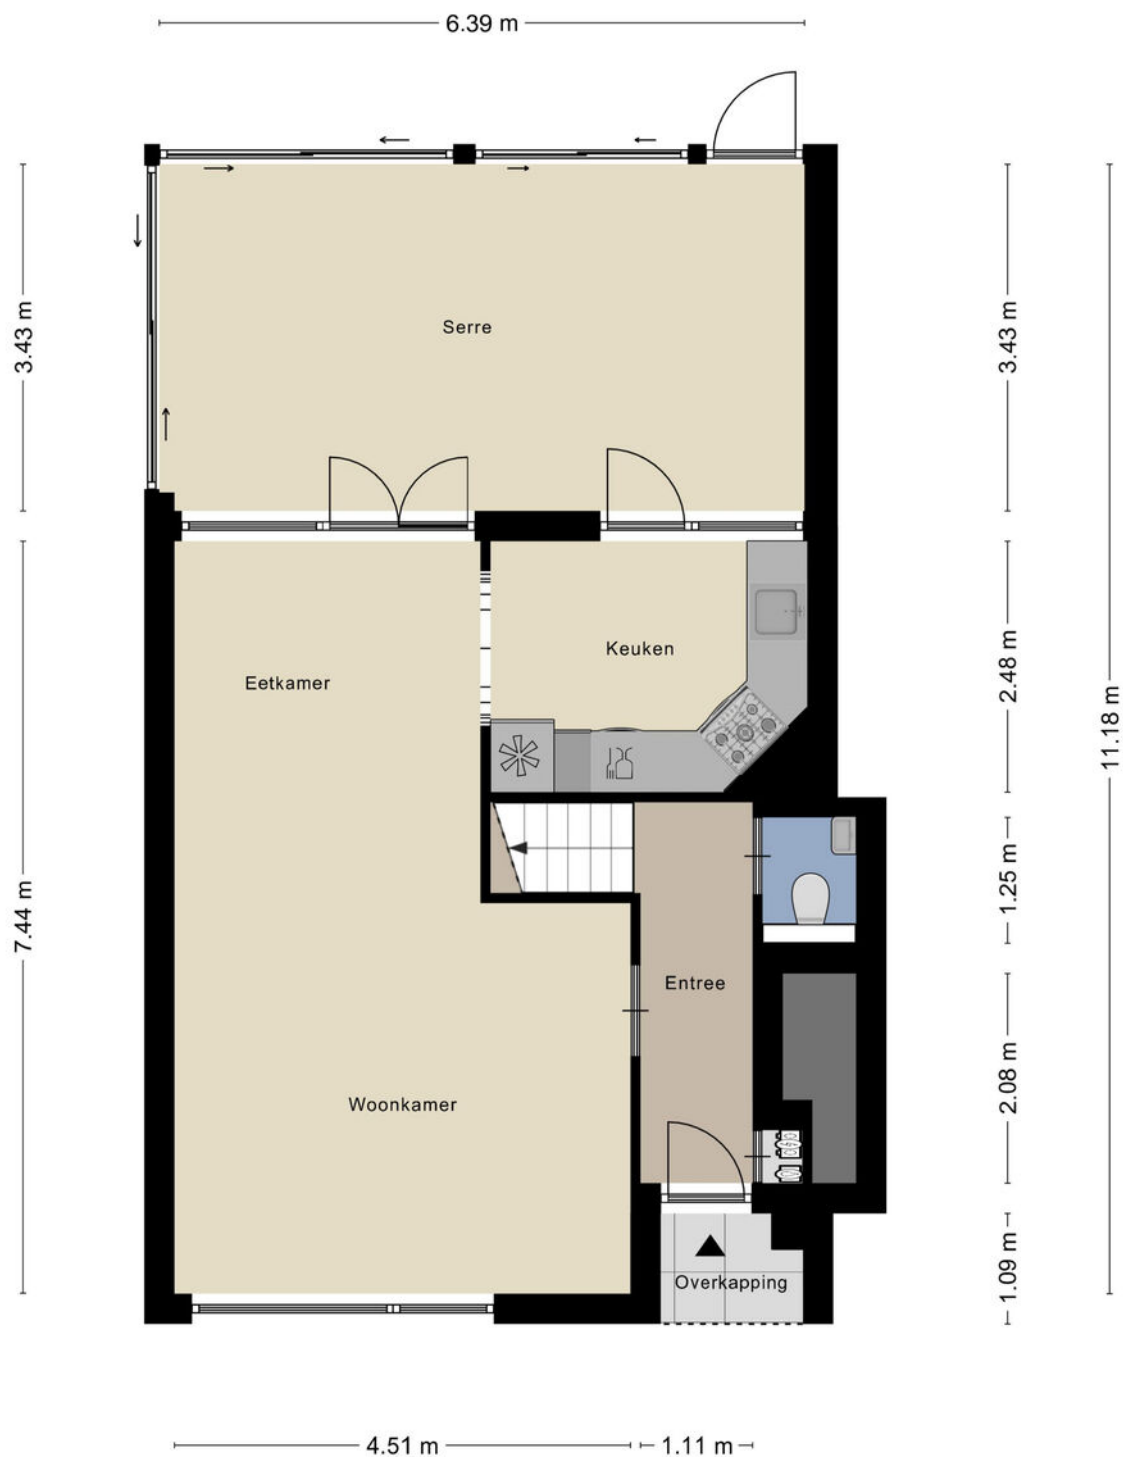 6.39 m
3.43 m
3.43 m
Serre
Keuken
2.48 m
Eetkamer
11.18 m
1.25 m
7.44 m
Entree
2.08 m
Woonkamer
1.09 m
Overkapping
4.51 m
1.11 m